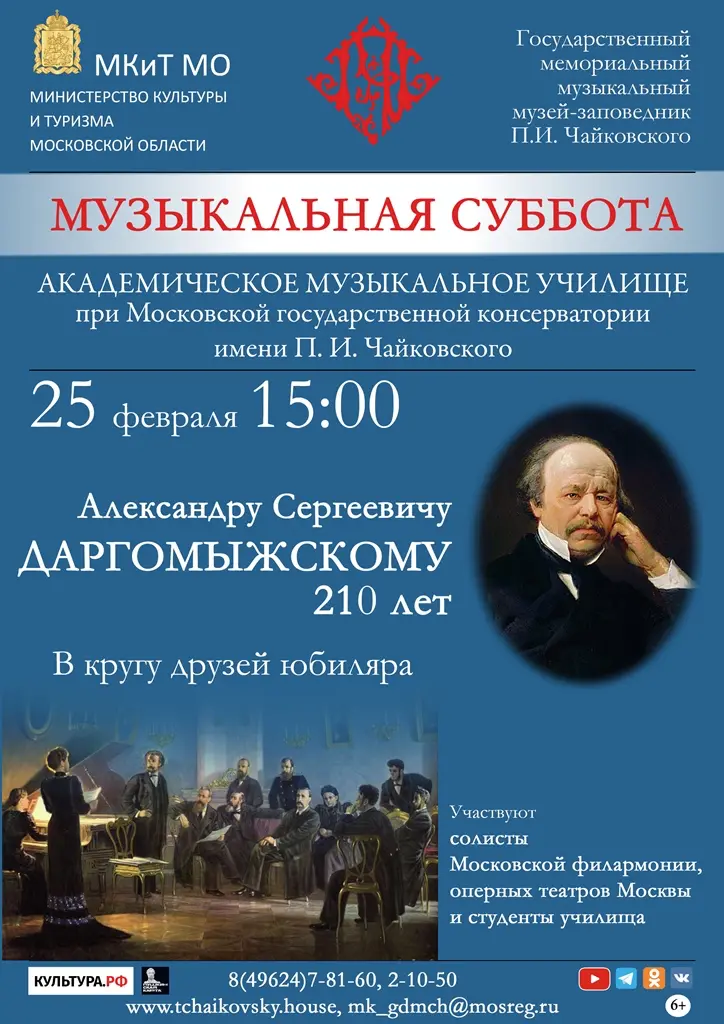 МКиТ МО
МИНИСТЕРСТВО КУЛЬТУРЫ
И ТУРИЗМА
МОСКОВСКОЙ ОБЛАСТИ
Государственный
мемориальный
музыкальный
музей-заповедник
П.И. Чайковского
МУЗЫКАЛЬНАЯ СУББОТА
АКАДЕМИЧЕСКОЕ МУЗЫКАЛЬНОЕ УЧИЛИЩЕ
при Московской государственной консерватории
имени П. И. Чайковского
25 февраля 15:00
Александру Сергеевичу
ДАРГОМЫЖСКОМУ
210 лет
В кругу друзей юбиляра
Участвуют
солисты
Московской филармонии,
оперных театров Москвы
и студенты училища
КУЛЬТУРА.РФ
8(49624)7-81-60, 2-10-50
www.tchaikovsky.house, mk_gdmch@mosreg.ru
6+